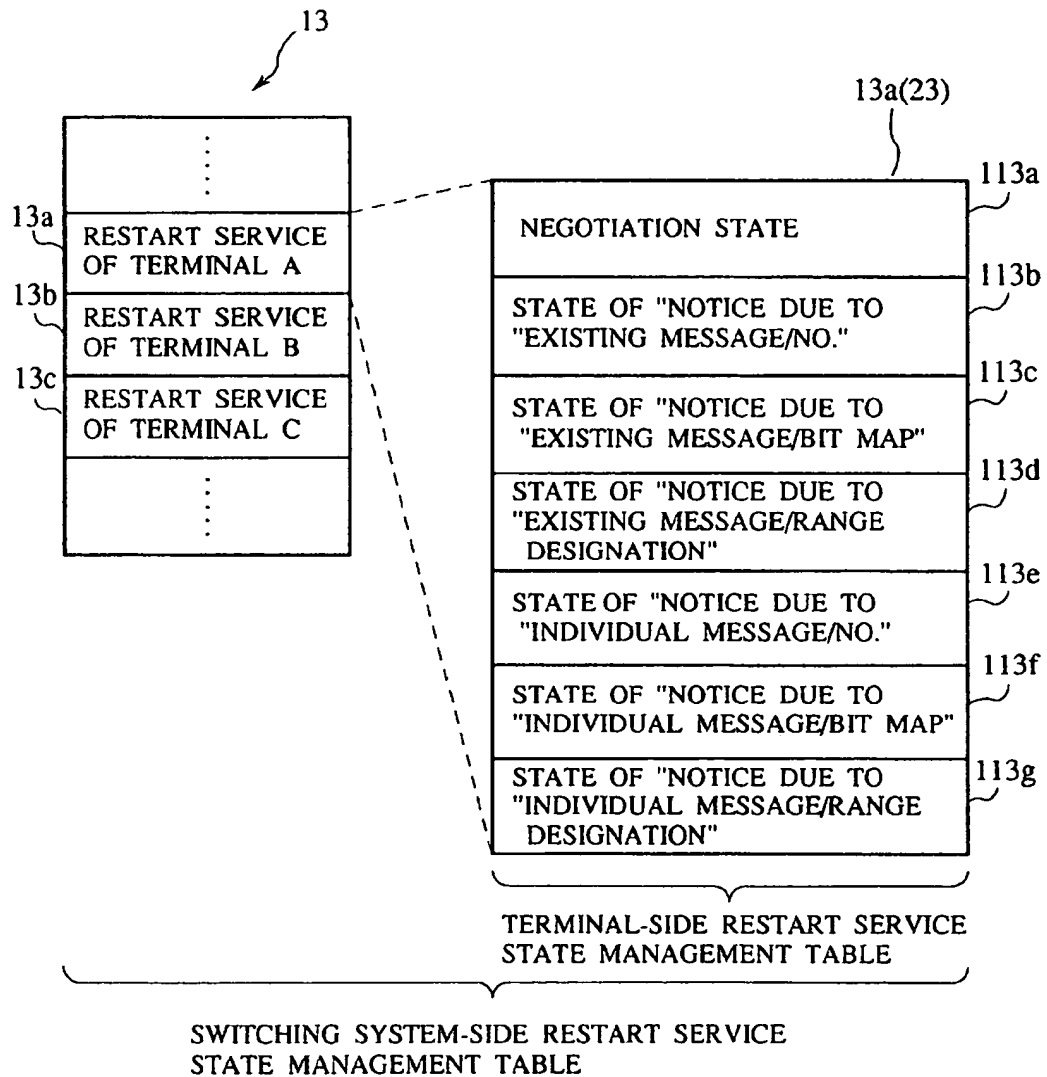 13
13a(23)
13a
RESTART SERVICE
OF TERMINAL A
13b
RESTART SERVICE
OF TERMINAL B
13c
RESTART SERVICE
OF TERMINAL C
113a
NEGOTIATION STATE
113b
STATE OF "NOTICE DUE TO
"EXISTING MESSAGE/NO."
113c
STATE OF "NOTICE DUE TO
"EXISTING MESSAGE/BIT MAP"
113d
STATE OF "NOTICE DUE TO
"EXISTING MESSAGE/RANGE
DESIGNATION"
113e
STATE OF "NOTICE DUE TO
"INDIVIDUAL MESSAGE/NO."
113f
STATE OF "NOTICE DUE TO
"INDIVIDUAL MESSAGE/BIT MAP"
113g
STATE OF "NOTICE DUE TO
"INDIVIDUAL MESSAGE/RANGE
DESIGNATION"
TERMINAL-SIDE RESTART SERVICE
STATE MANAGEMENT TABLE
SWITCHING SYSTEM-SIDE RESTART SERVICE
STATE MANAGEMENT TABLE